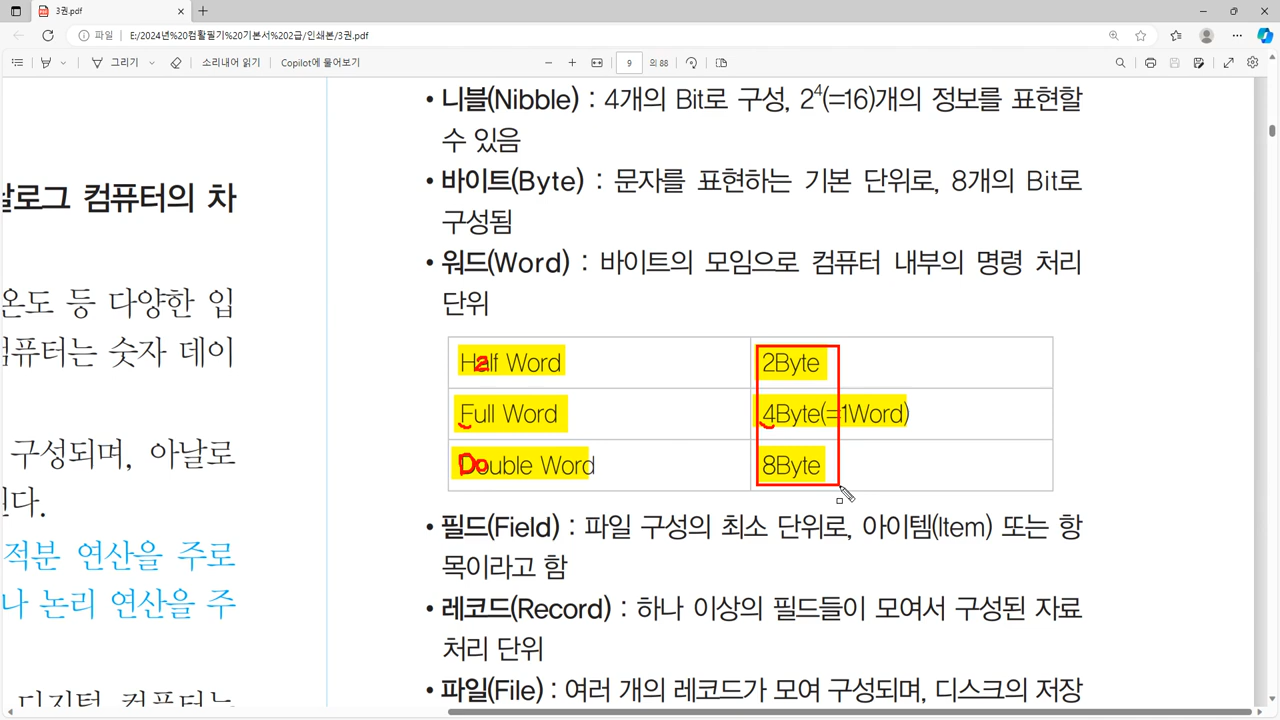 3권.pdf
파일 E:/2024년%20컴활필기%20기본서%202급/인쇄본/3권.pdf
그리기 소리내어 읽기 Copilot에 물어보기 9 외 88
날로그 컴퓨터의 차
온도 등 다양한 입
컴퓨터는 숫자 데이
구성되며, 아날로
된다.
적분 연산을 주로
나 논리 연산을 주
디지털 컴퓨터는
• 니블(Nibble) : 4개의 Bit로 구성, 2⁴(=16)개의 정보를 표현할
수 있음
• 바이트(Byte) : 문자를 표현하는 기본 단위로, 8개의 Bit로
구성됨
• 워드(Word) : 바이트의 모임으로 컴퓨터 내부의 명령 처리
단위
Half Word 2Byte
Full Word 4Byte(=1Word)
Double Word 8Byte
• 필드(Field) : 파일 구성의 최소 단위로, 아이템(Item) 또는 항
목이라고 함
• 레코드(Record) : 하나 이상의 필드들이 모여서 구성된 자료
처리 단위
• 파일(File) : 여러 개의 레코드가 모여 구성되며, 디스크의 저장